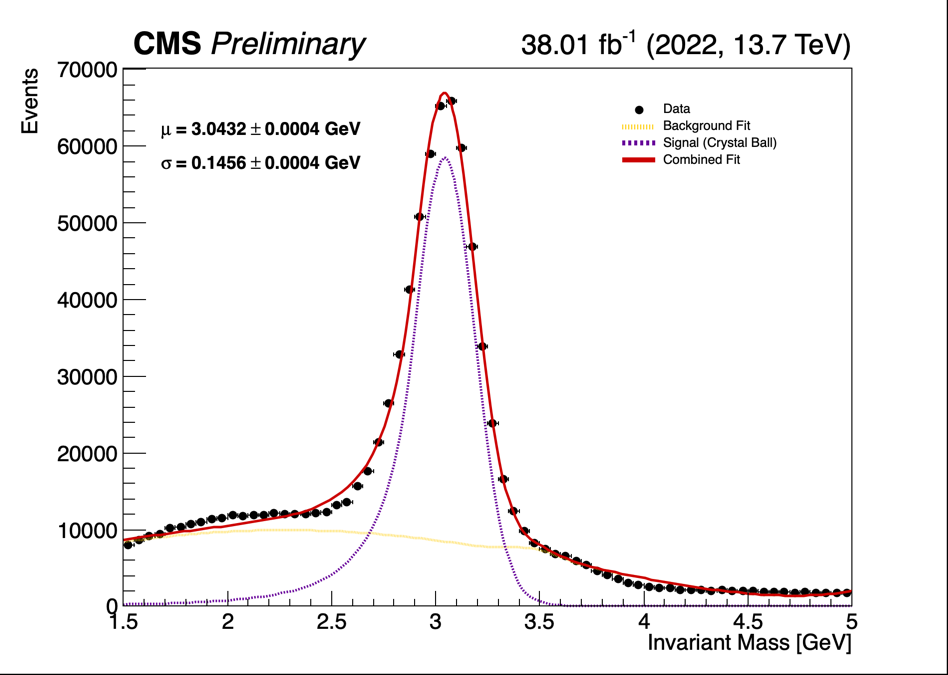 CMS Preliminary
38.01 fb⁻¹ (2022, 13.7 TeV)
Events
70000
60000
50000
40000
30000
20000
10000
0
μ = 3.0432 ± 0.0004 GeV
σ = 0.1456 ± 0.0004 GeV
Data
Background Fit
Signal (Crystal Ball)
Combined Fit
1.5 2 2.5 3 3.5 4 4.5 5
Invariant Mass [GeV]